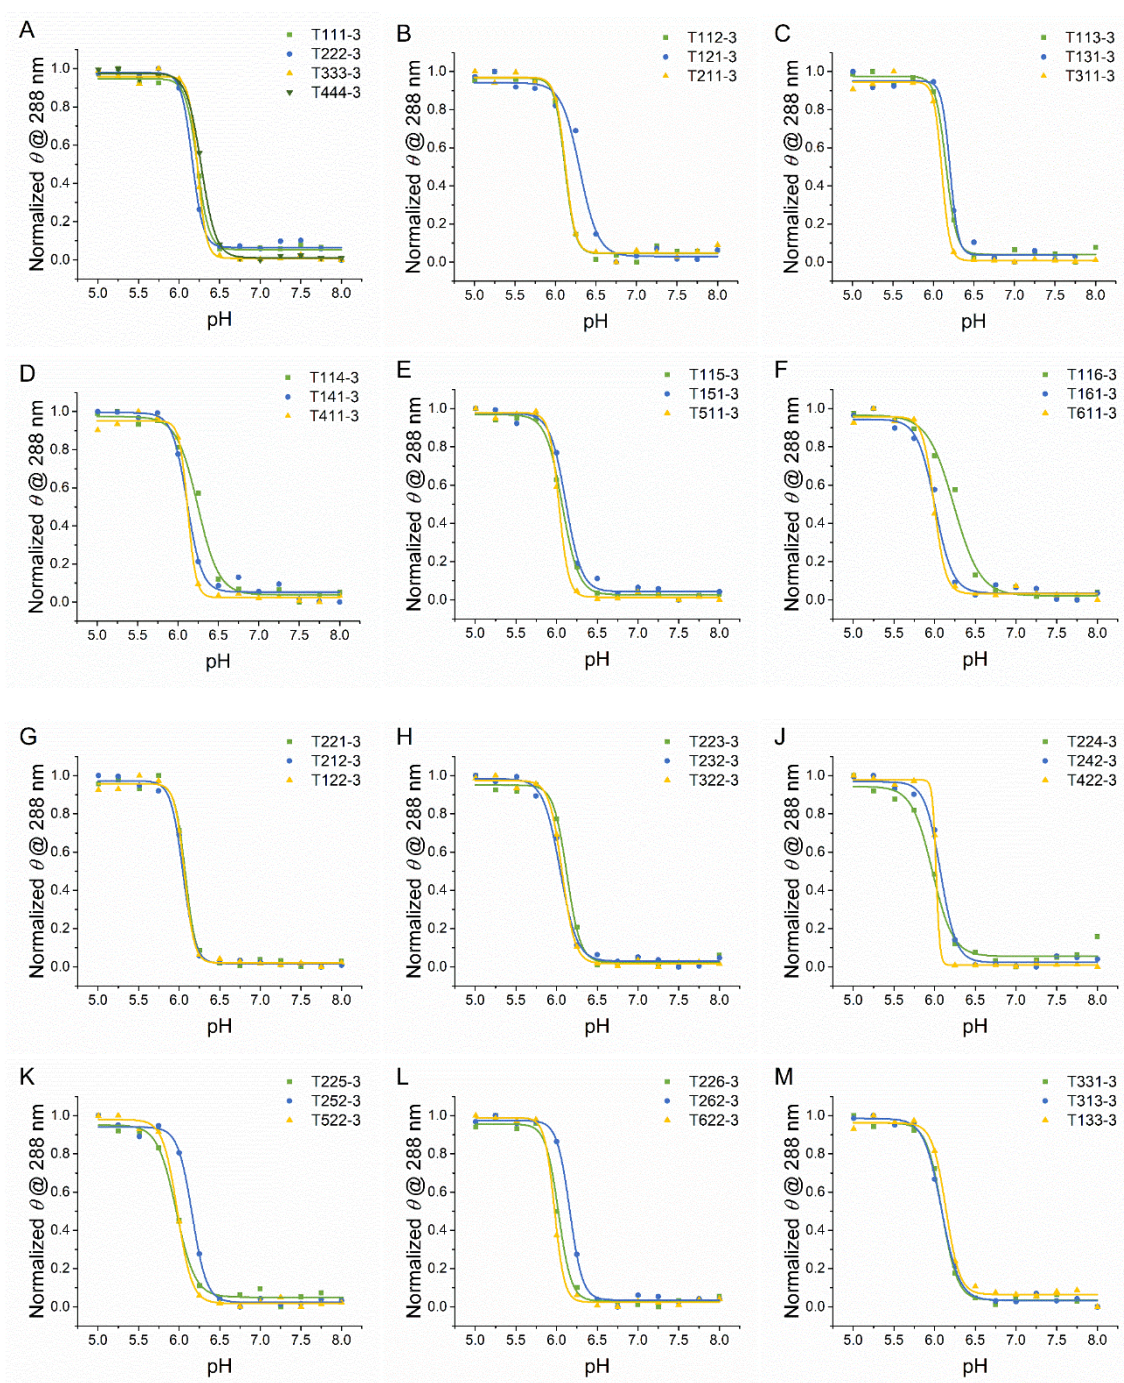 A
T111-3
T222-3
T333-3
T444-3
Normalized θ @ 288 nm
1.0
0.8
0.6
0.4
0.2
0.0
5.0 5.5 6.0 6.5 7.0 7.5 8.0
pH
B
T112-3
T121-3
T211-3
Normalized θ @ 288 nm
1.0
0.8
0.6
0.4
0.2
0.0
5.0 5.5 6.0 6.5 7.0 7.5 8.0
pH
C
T113-3
T131-3
T311-3
Normalized θ @ 288 nm
1.0
0.8
0.6
0.4
0.2
0.0
5.0 5.5 6.0 6.5 7.0 7.5 8.0
pH
D
T114-3
T141-3
T411-3
Normalized θ @ 288 nm
1.0
0.8
0.6
0.4
0.2
0.0
5.0 5.5 6.0 6.5 7.0 7.5 8.0
pH
E
T115-3
T151-3
T511-3
Normalized θ @ 288 nm
1.0
0.8
0.6
0.4
0.2
0.0
5.0 5.5 6.0 6.5 7.0 7.5 8.0
pH
F
T116-3
T161-3
T611-3
Normalized θ @ 288 nm
1.0
0.8
0.6
0.4
0.2
0.0
5.0 5.5 6.0 6.5 7.0 7.5 8.0
pH
G
T221-3
T212-3
T122-3
Normalized θ @ 288 nm
1.0
0.8
0.6
0.4
0.2
0.0
5.0 5.5 6.0 6.5 7.0 7.5 8.0
pH
H
T223-3
T232-3
T322-3
Normalized θ @ 288 nm
1.0
0.8
0.6
0.4
0.2
0.0
5.0 5.5 6.0 6.5 7.0 7.5 8.0
pH
J
T224-3
T242-3
T422-3
Normalized θ @ 288 nm
1.0
0.8
0.6
0.4
0.2
0.0
5.0 5.5 6.0 6.5 7.0 7.5 8.0
pH
K
T225-3
T252-3
T522-3
Normalized θ @ 288 nm
1.0
0.8
0.6
0.4
0.2
0.0
5.0 5.5 6.0 6.5 7.0 7.5 8.0
pH
L
T226-3
T262-3
T622-3
Normalized θ @ 288 nm
1.0
0.8
0.6
0.4
0.2
0.0
5.0 5.5 6.0 6.5 7.0 7.5 8.0
pH
M
T331-3
T313-3
T133-3
Normalized θ @ 288 nm
1.0
0.8
0.6
0.4
0.2
0.0
5.0 5.5 6.0 6.5 7.0 7.5 8.0
pH